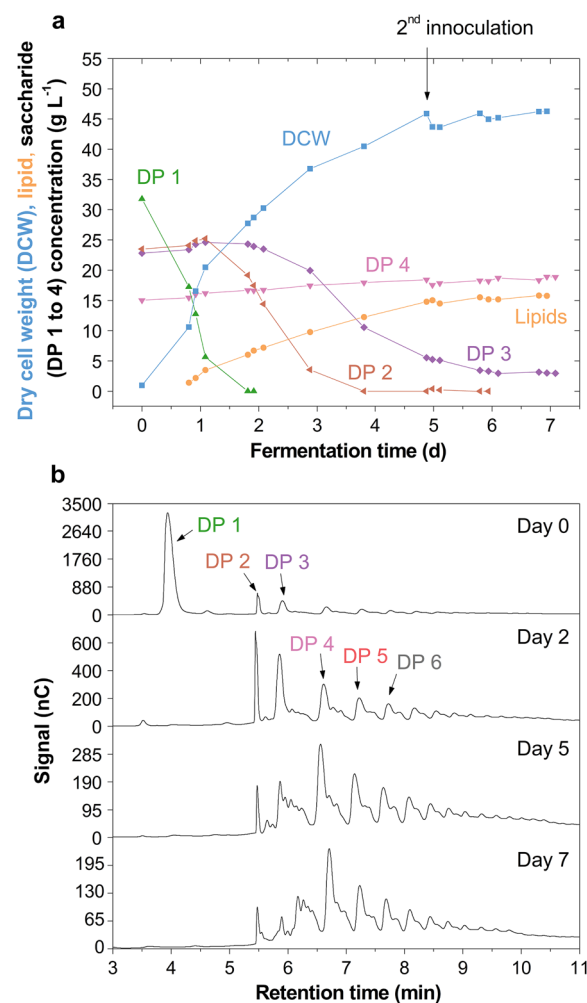 a
2nd innoculation
Dry cell weight (DCW), lipid, saccharide
(DP 1 to 4) concentration (g L-1)
55
50
45
40
35
30
25
20
15
10
5
0
DCW
DP 1
DP 4
Lipids
DP 3
DP 2
0 1 2 3 4 5 6 7
Fermentation time (d)
b
Signal (nC)
3500
2640
1760
880
0
DP 1
DP 2
DP 3
Day 0
600
400
200
0
DP 4
DP 5
DP 6
Day 2
285
190
95
0
Day 5
195
130
65
0
Day 7
3 4 5 6 7 8 9 10 11
Retention time (min)